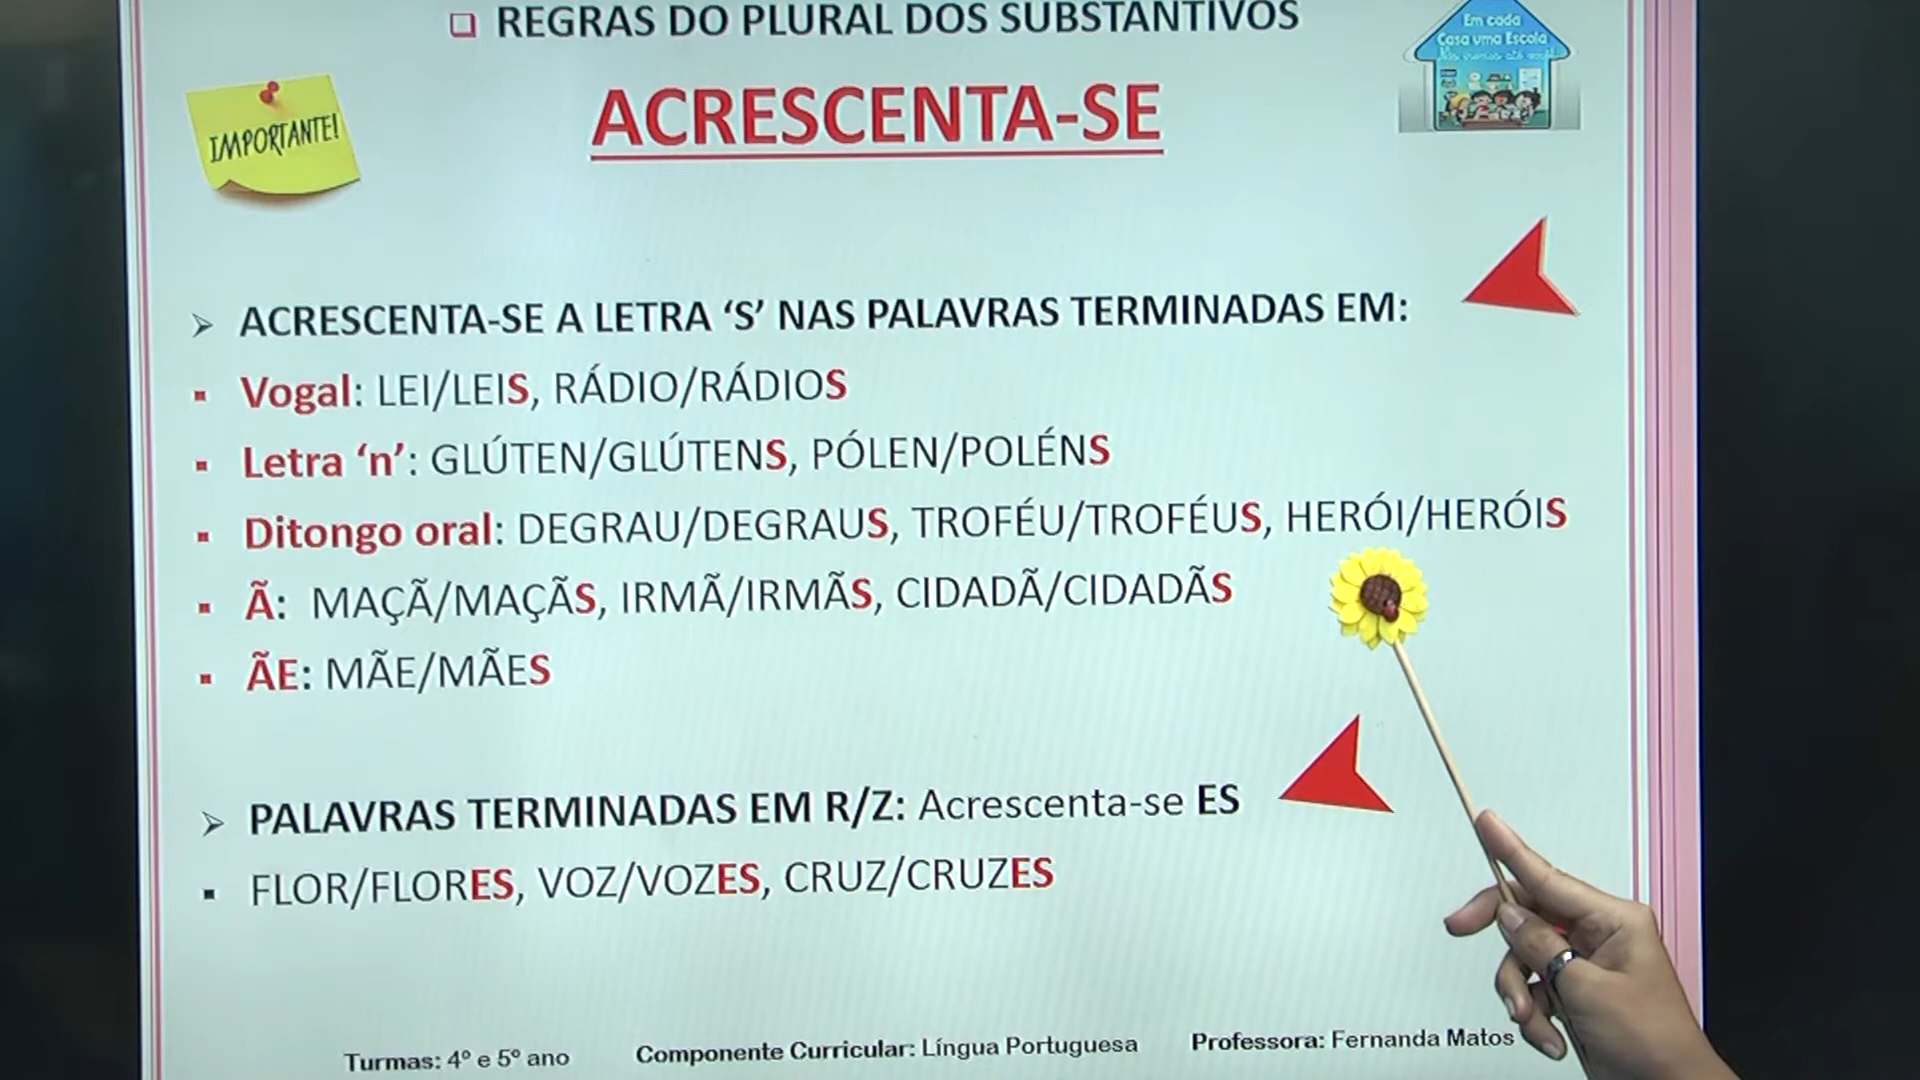 REGRAS DO PLURAL DOS SUBSTANTIVOS
Em cada
Casa uma Escola
IMPORTANTE!
ACRESCENTA-SE
ACRESCENTA-SE A LETRA ‘S’ NAS PALAVRAS TERMINADAS EM:
Vogal: LEI/LEIS, RÁDIO/RÁDIOS
Letra ‘n’: GLÚTEN/GLÚTENS, PÓLEN/POLÉNS
Ditongo oral: DEGRAU/DEGRAUS, TROFÉU/TROFÉUS, HERÓI/HERÓIS
Ã: MAÇÃ/MAÇÃS, IRMÃ/IRMÃS, CIDADÃ/CIDADÃS
ÃE: MÃE/MÃES
PALAVRAS TERMINADAS EM R/Z: Acrescenta-se ES
FLOR/FLORES, VOZ/VOZES, CRUZ/CRUZES
Turmas: 4º e 5º ano Componente Curricular: Língua Portuguesa Professora: Fernanda Matos